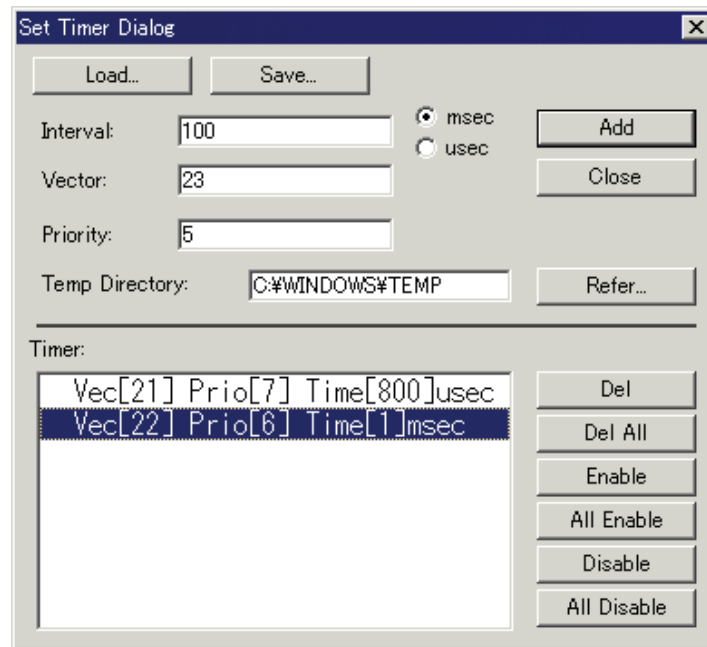 Set Timer Dialog
Load... Save...
Interval: 100 msec Add
usec
Vector: 23 Close
Priority: 5
Temp Directory: C:¥WINDOWS¥TEMP Refer...
Timer:
Vec[21] Prio[7] Time[800]usec Del
Vec[22] Prio[6] Time[1]msec Del All
Enable
All Enable
Disable
All Disable